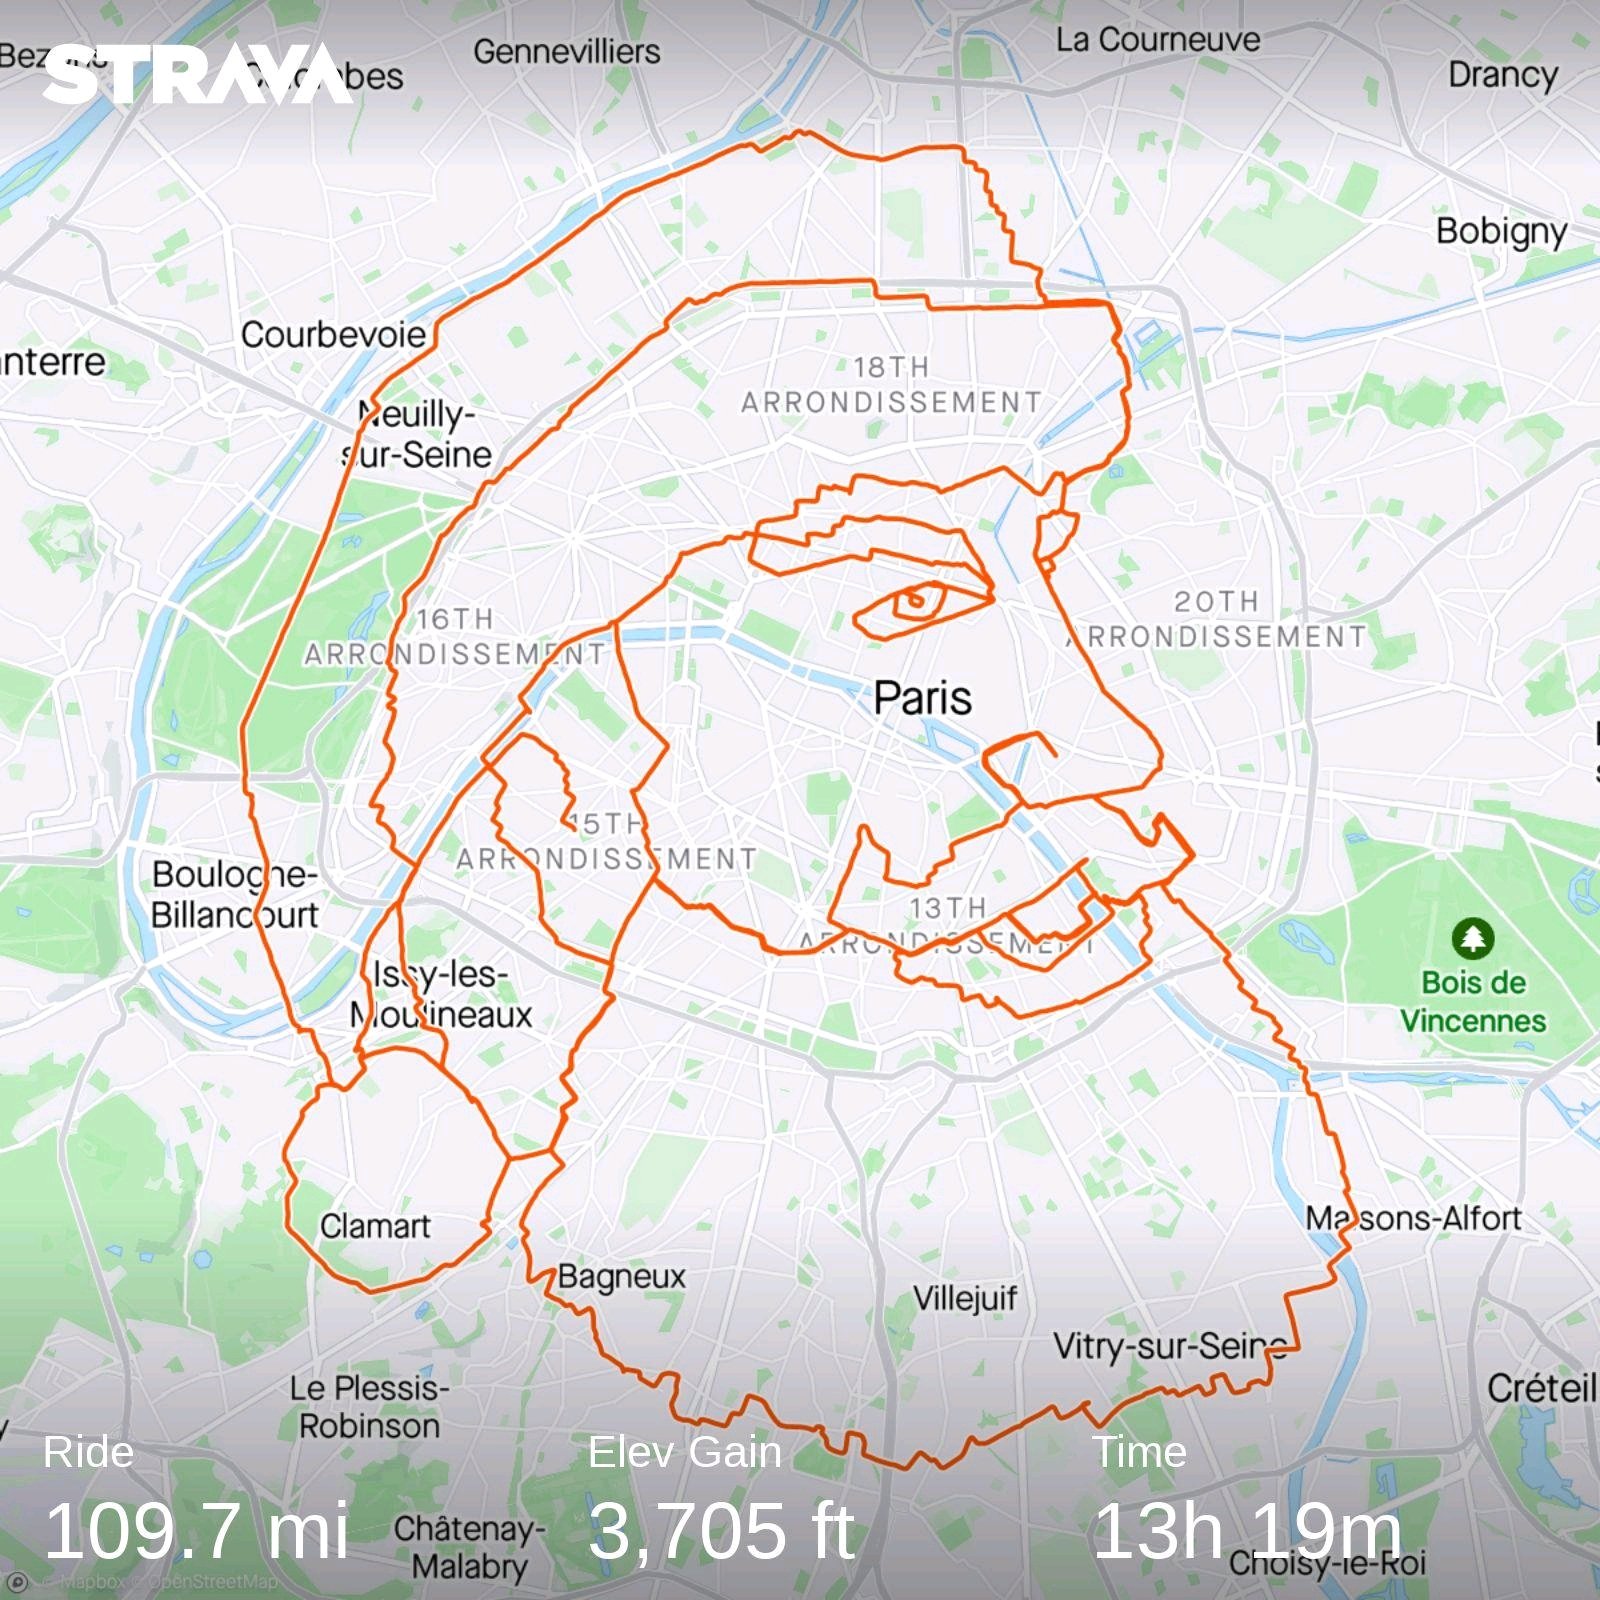 STRAVA
Gennevilliers
La Courneuve
Drancy
Bobigny
Courbevoie
Neuilly-
sur-Seine
18TH
ARRONDISSEMENT
16TH
ARRONDISSEMENT
20TH
ARRONDISSEMENT
Paris
15TH
ARRONDISSEMENT
Boulogne-
Billancourt
13TH
ARRONDISSEMENT
Issy-les-
Moulineaux
Bois de
Vincennes
Clamart
Maisons-Alfort
Bagneux
Villejuif
Vitry-sur-Seine
Le Plessis-
Robinson
Créteil
Ride
Elev Gain
Time
109.7 mi
3,705 ft
13h 19m
Châtenay-
Malabry
Choisy-le-Roi
© Mapbox © OpenStreetMap